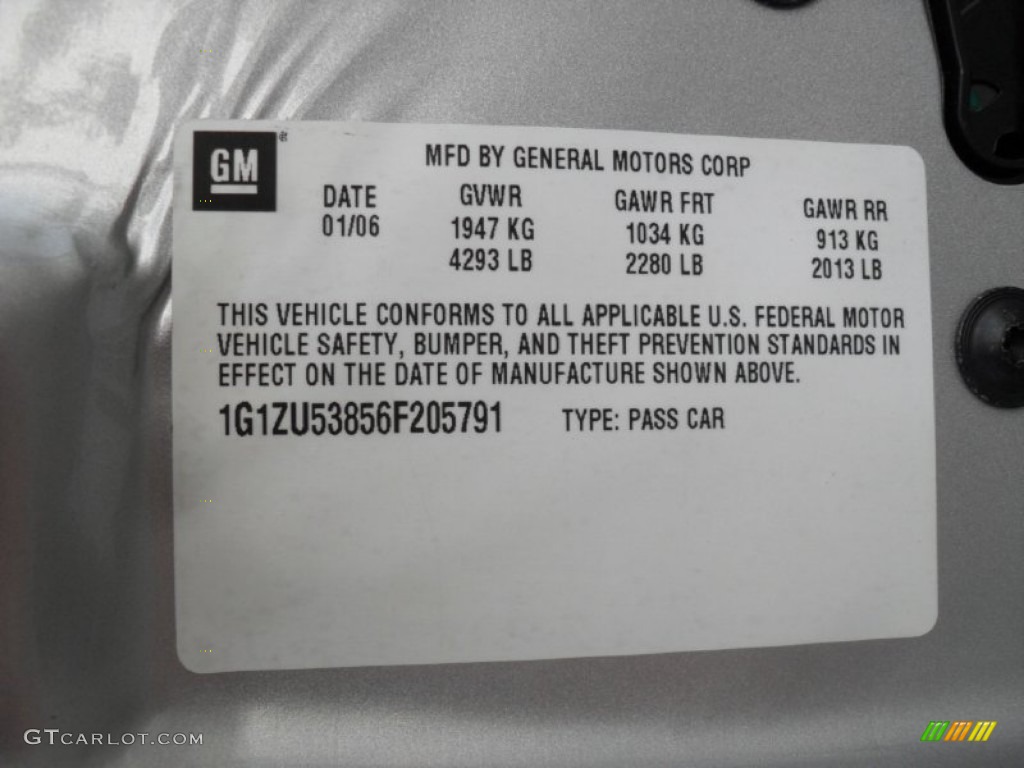 GM
MFD BY GENERAL MOTORS CORP
DATE GVWR GAWR FRT GAWR RR
01/06 1947 KG 1034 KG 913 KG
4293 LB 2280 LB 2013 LB
THIS VEHICLE CONFORMS TO ALL APPLICABLE U.S. FEDERAL MOTOR
VEHICLE SAFETY, BUMPER, AND THEFT PREVENTION STANDARDS IN
EFFECT ON THE DATE OF MANUFACTURE SHOWN ABOVE.
1G1ZU53856F205791 TYPE: PASS CAR
GTCARLOT.COM